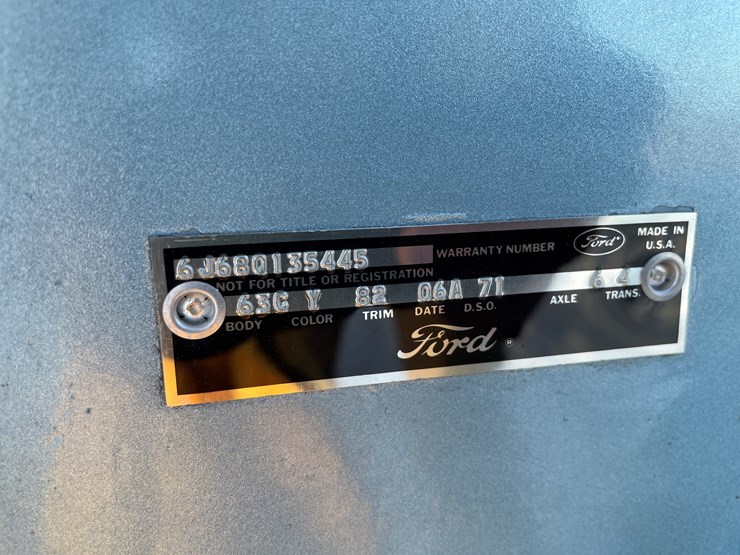 6J68Q135445 WARRANTY NUMBER Ford MADE IN U.S.A.
NOT FOR TITLE OR REGISTRATION
63C Y 82 06A 71 6 4
BODY COLOR TRIM DATE D.S.O. AXLE TRANS.
Ford ®